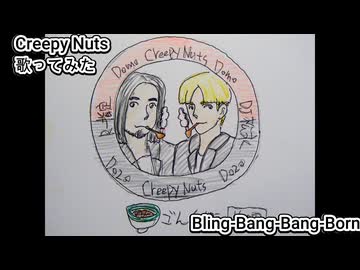 Creepy Nuts
歌ってみた
Domo Creepy Nuts Domo
R-指定
DJ松永
Dozo Creepy Nuts Dozo
ごん
Bling-Bang-Bang-Born